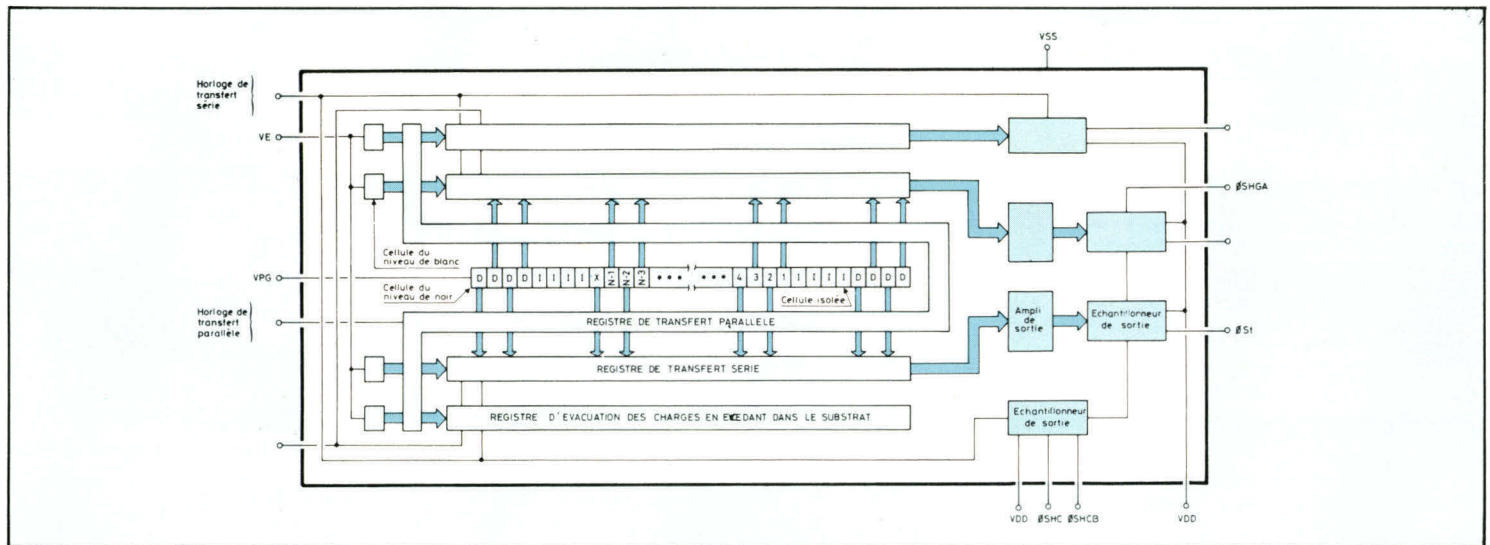 VSS
Horloge de
transfert
série
VE
ØSHGA
Cellule du
niveau de blanc
VPG
D D D D I I I I X N-1 N-2 N-3 ••• ••• 4 3 2 1 I I I I D D D D
Cellule du
niveau de noir
Cellule isolée
Horloge de
transfert
parallèle
REGISTRE DE TRANSFERT PARALLELE
Ampli
de
sortie
Echantillonneur
de sortie
ØS1
REGISTRE DE TRANSFERT SERIE
REGISTRE D'EVACUATION DES CHARGES EN EXEDANT DANS LE SUBSTRAT
Echantillonneur
de sortie
VDD ØSHC ØSHCB VDD